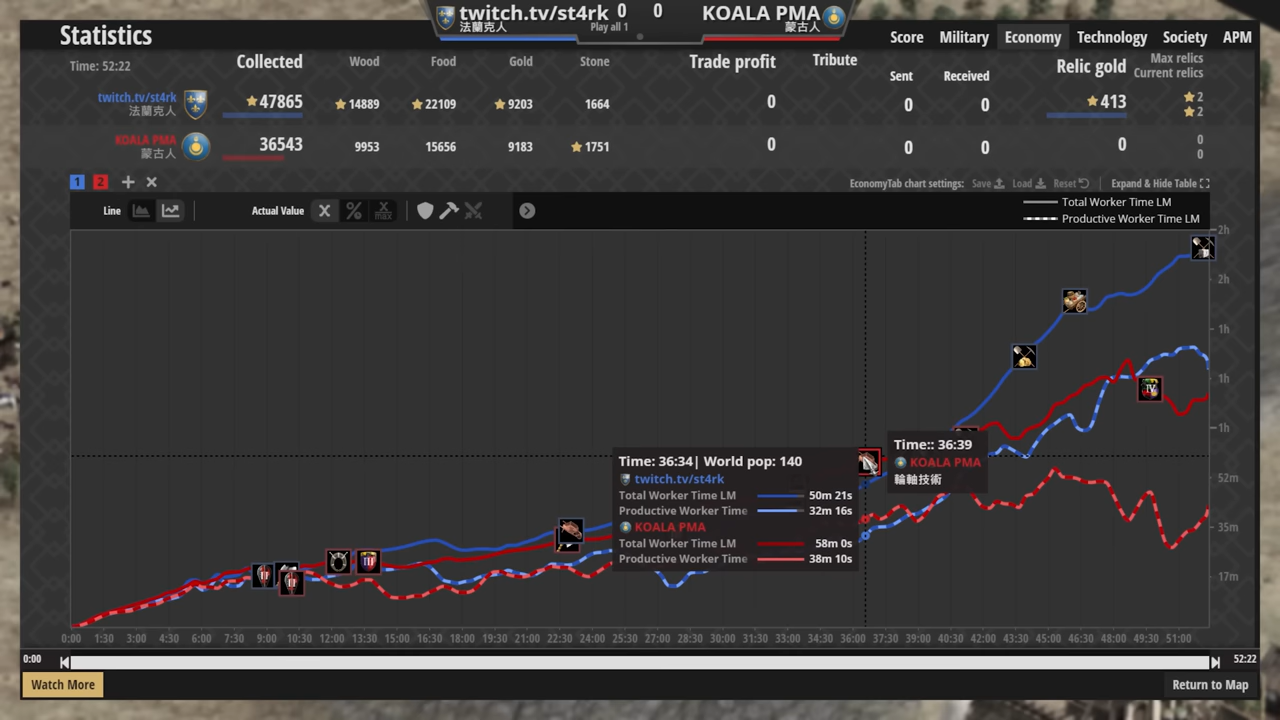 twitch.tv/st4rk 0 0 KOALA PMA
法蘭克人 Play all 1 蒙古人
Statistics Score Military Economy Technology Society APM
Time: 52:22 Collected Wood Food Gold Stone Trade profit Tribute Sent Received Relic gold Max relics
Current relics
twitch.tv/st4rk 47865 14889 22109 9203 1664 0 0 0 413 2
法蘭克人 2
KOALA PMA 36543 9953 15656 9183 1751 0 0 0 0 0
蒙古人 0
1 2 EconomyTab chart settings: Save Load Reset Expand & Hide Table
Line Actual Value X % X max Total Worker Time LM
Productive Worker Time LM
2h
2h
1h
1h
1h
52m
35m
17m
IV
III
II
II
Time:: 36:39
KOALA PMA
輪軸技術
Time: 36:34| World pop: 140
twitch.tv/st4rk
Total Worker Time LM 50m 21s
Productive Worker Time 32m 16s
KOALA PMA
Total Worker Time LM 58m 0s
Productive Worker Time 38m 10s
0:00 1:30 3:00 4:30 6:00 7:30 9:00 10:30 12:00 13:30 15:00 16:30 18:00 19:30 21:00 22:30 24:00 25:30 27:00 28:30 30:00 31:30 33:00 34:30 36:00 37:30 39:00 40:30 42:00 43:30 45:00 46:30 48:00 49:30 51:00
0:00 52:22
Watch More Return to Map